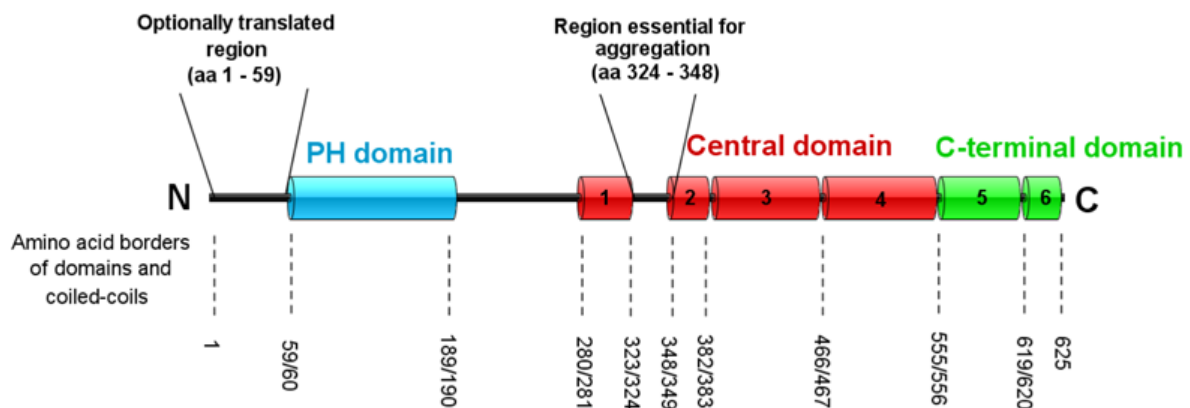 Optionally translated
region
(aa 1 - 59)
Region essential for
aggregation
(aa 324 - 348)
PH domain
Central domain
C-terminal domain
N
1
2
3
4
5
6
C
Amino acid borders
of domains and
coiled-coils
1
59/60
189/190
280/281
323/324
348/349
382/383
466/467
555/556
619/620
625